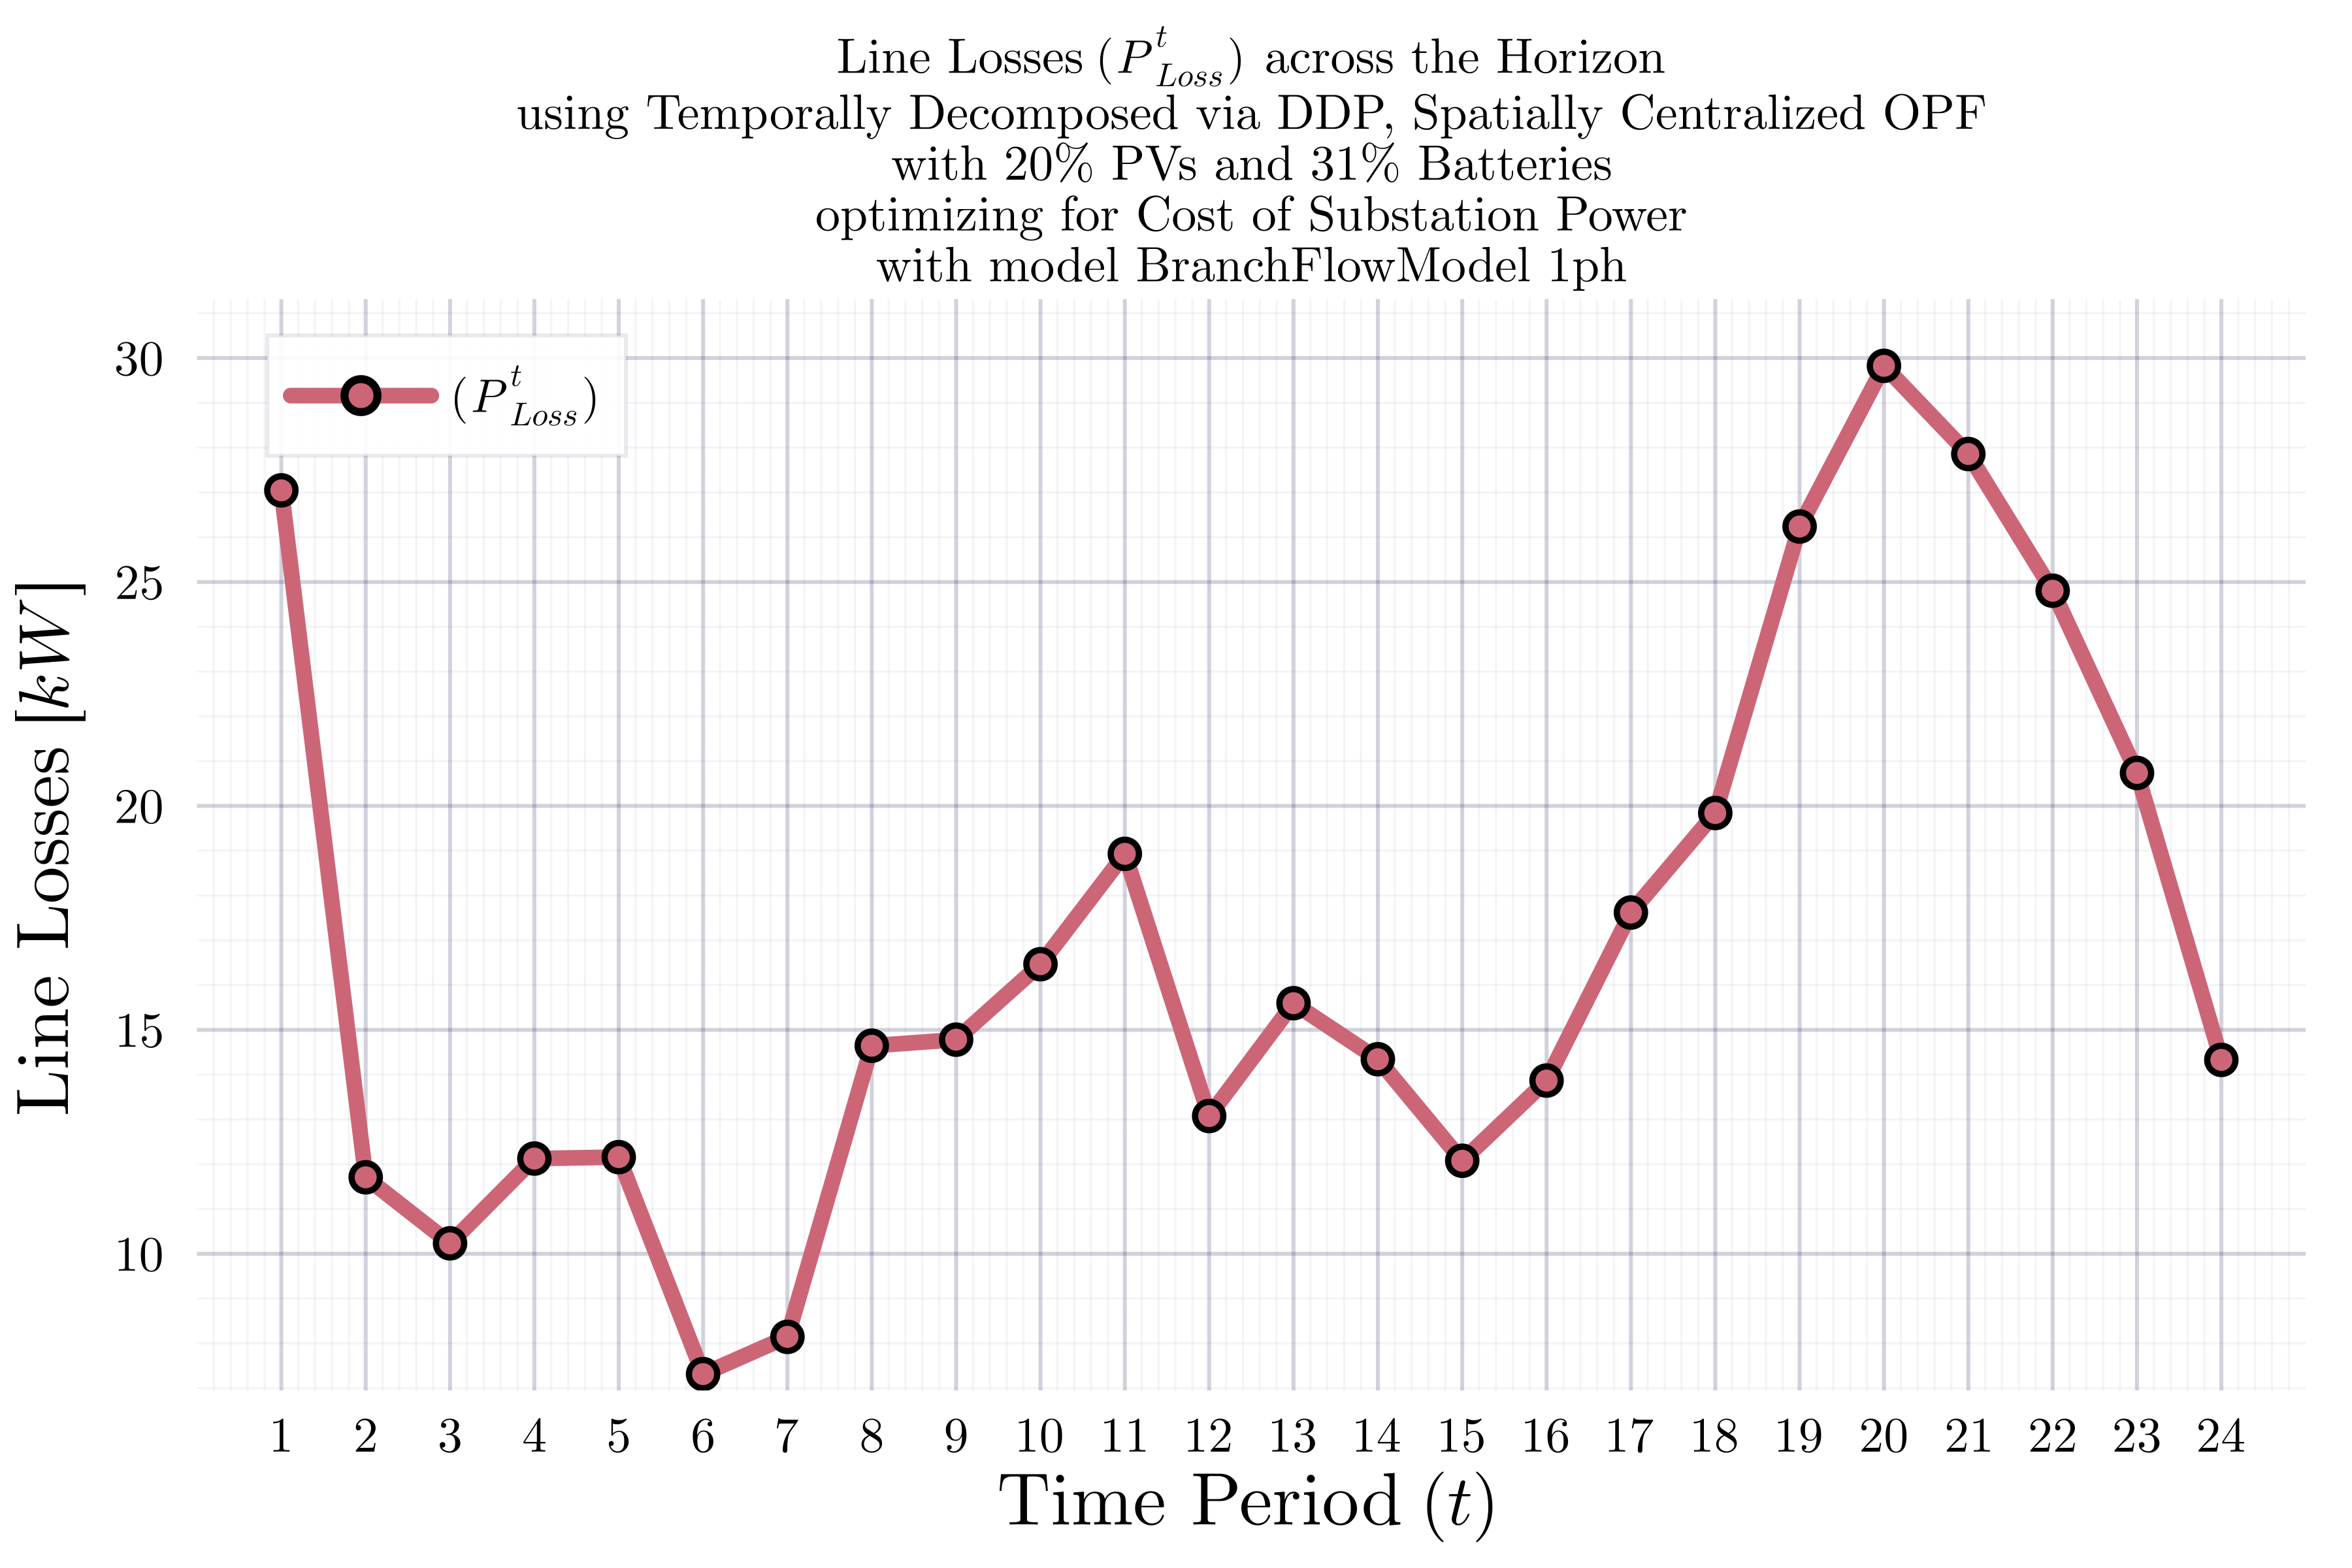 Line Losses (P^t_Loss) across the Horizon
using Temporally Decomposed via DDP, Spatially Centralized OPF
with 20% PVs and 31% Batteries
optimizing for Cost of Substation Power
with model BranchFlowModel 1ph
(P^t_Loss)
Line Losses [kW]
30
25
20
15
10
1 2 3 4 5 6 7 8 9 10 11 12 13 14 15 16 17 18 19 20 21 22 23 24
Time Period (t)